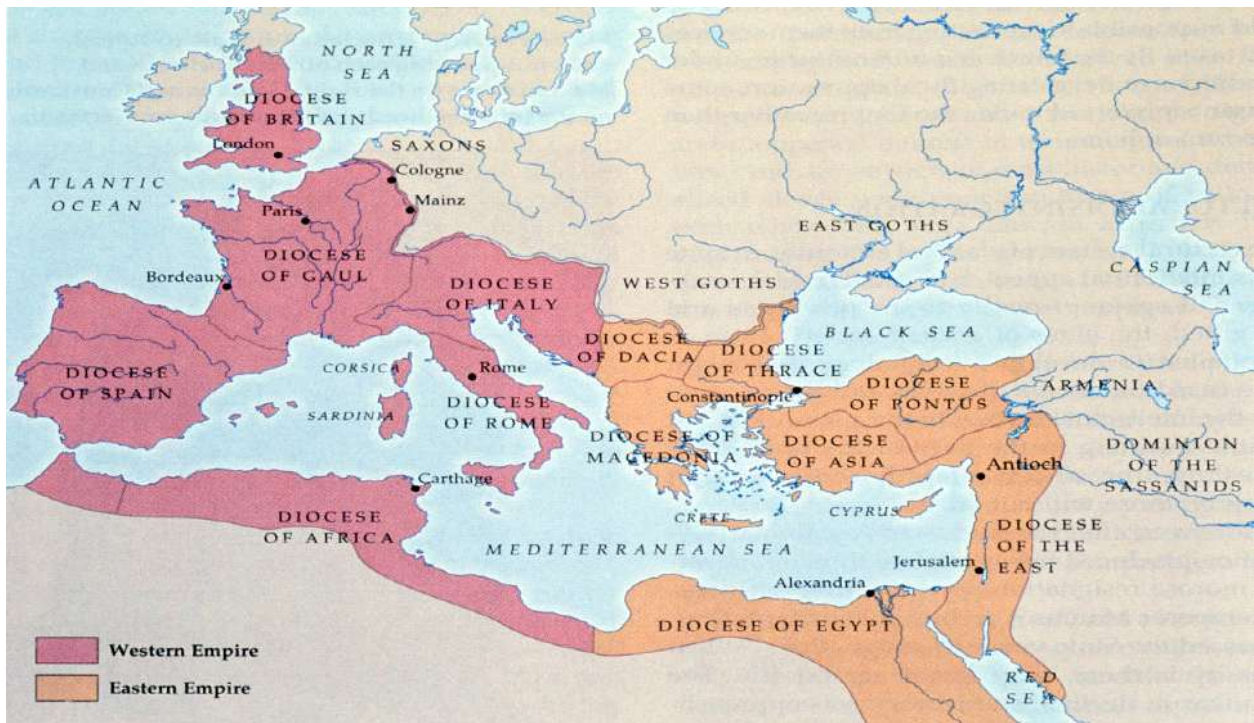 NORTH
SEA
DIOCESE
OF BRITAIN
London
SAXONS
Cologne
ATLANTIC
OCEAN
Mainz
Paris
EAST GOTHS
DIOCESE
OF GAUL
Bordeaux
DIOCESE
OF ITALY
WEST GOTHS
CASPIAN
SEA
BLACK SEA
DIOCESE
OF DACIA
DIOCESE
OF THRACE
CORSICA
Rome
DIOCESE
OF SPAIN
Constantinople
DIOCESE
OF PONTUS
ARMENIA
SARDINIA
DIOCESE
OF ROME
DIOCESE OF
MACEDONIA
DIOCESE
OF ASIA
DOMINION
OF THE
SASSANIDS
Antioch
Carthage
DIOCESE
OF AFRICA
CRETE
CYPRUS
DIOCESE
OF THE
EAST
MEDITERRANEAN SEA
Jerusalem
Alexandria
DIOCESE OF EGYPT
RED
SEA
Western Empire
Eastern Empire